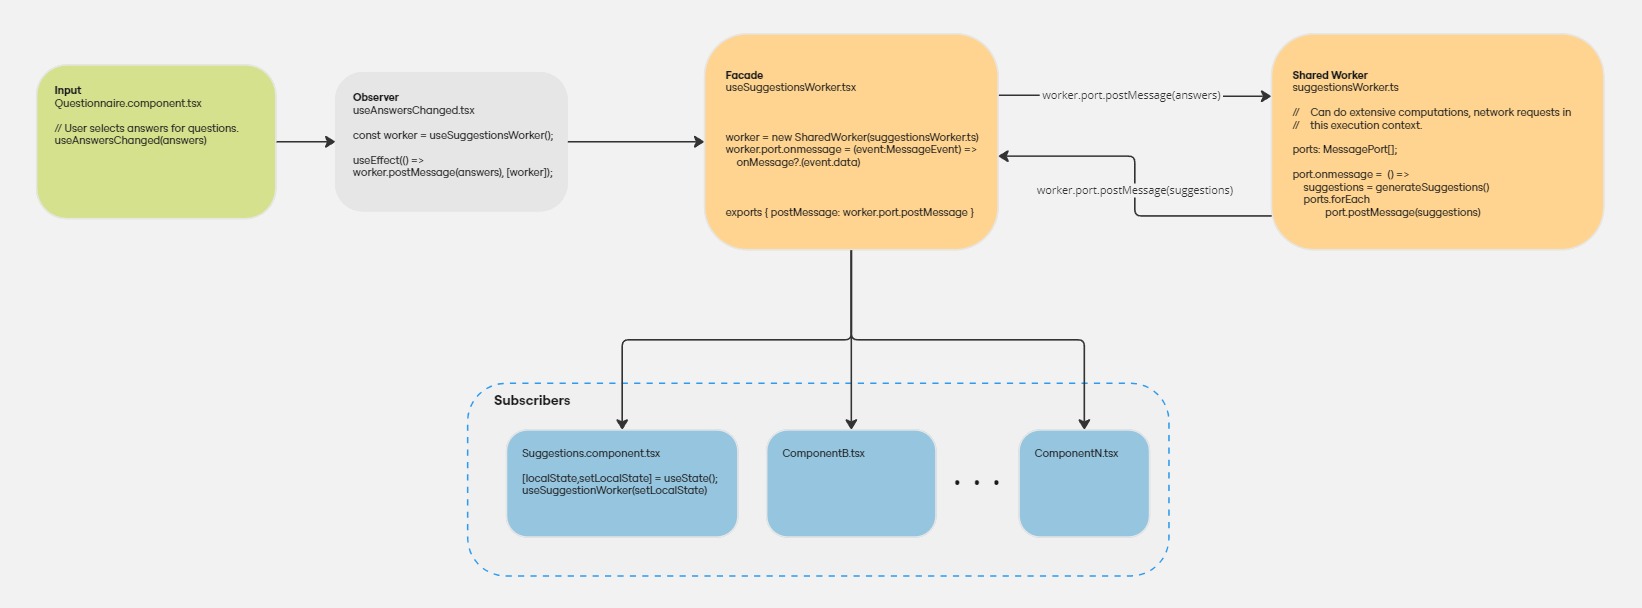 Input
Questionnaire.component.tsx
// User selects answers for questions.
useAnswersChanged(answers)
Observer
useAnswersChanged.tsx
const worker = useSuggestionsWorker();
useEffect(() =>
worker.postMessage(answers), [worker]);
Facade
useSuggestionsWorker.tsx
worker = new SharedWorker(suggestionsWorker.ts)
worker.port.onmessage = (event:MessageEvent) =>
onMessage?.(event.data)
exports { postMessage: worker.port.postMessage }
worker.port.postMessage(answers)
worker.port.postMessage(suggestions)
Shared Worker
suggestionsWorker.ts
// Can do extensive computations, network requests in
// this execution context.
ports: MessagePort[];
port.onmessage = () =>
suggestions = generateSuggestions()
ports.forEach
port.postMessage(suggestions)
Subscribers
Suggestions.component.tsx
[localState,setLocalState] = useState();
useSuggestionWorker(setLocalState)
ComponentB.tsx
. . .
ComponentN.tsx